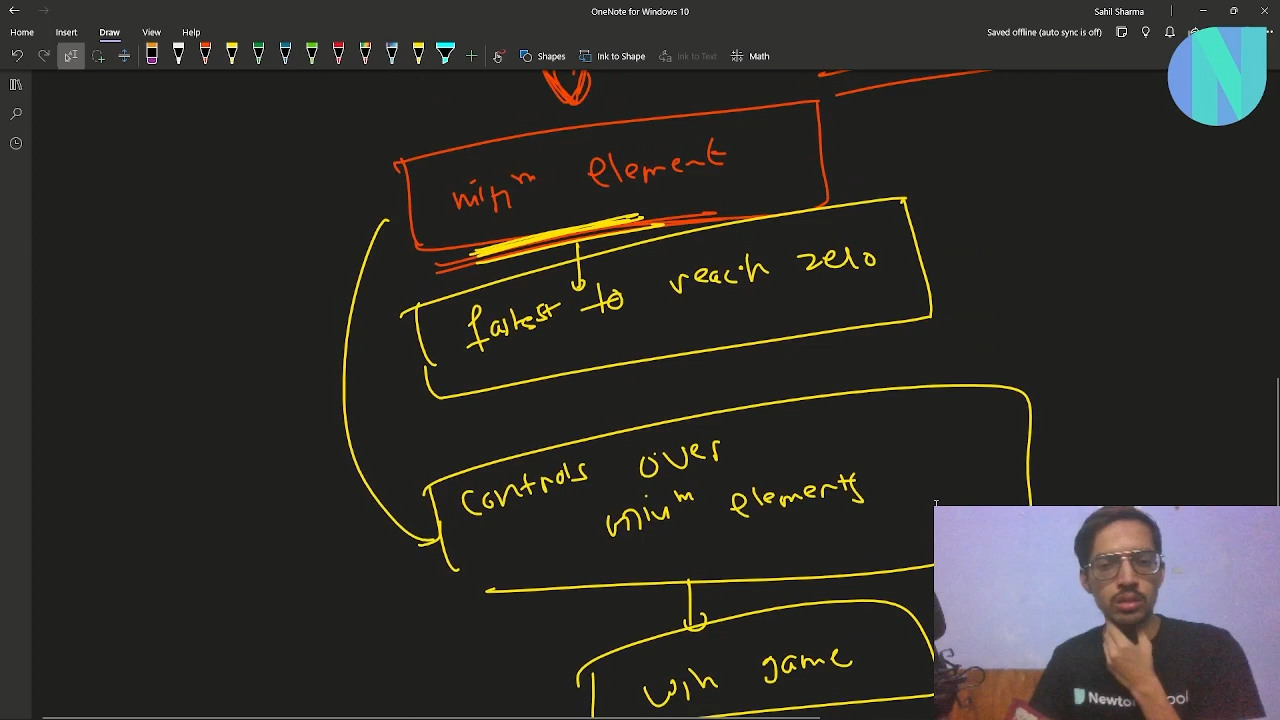 OneNote for Windows 10
Sahil Sharma
Home Insert Draw View Help
Saved offline (auto sync is off)
Shapes Ink to Shape Ink to Text Math
minᵐ element
fastest to reach zero
controls over
minᵐ elements
win game